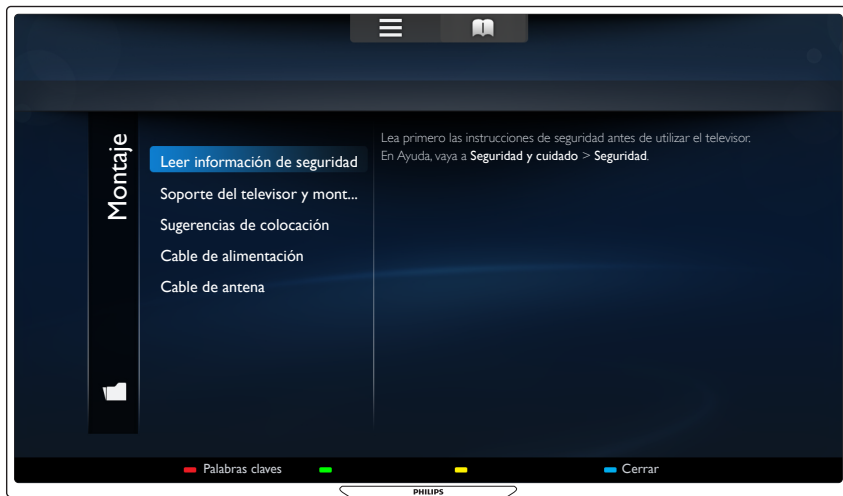 Montaje
Leer información de seguridad
Soporte del televisor y mont...
Sugerencias de colocación
Cable de alimentación
Cable de antena
Lea primero las instrucciones de seguridad antes de utilizar el televisor.
En Ayuda, vaya a Seguridad y cuidado > Seguridad.
Palabras claves
Cerrar
PHILIPS